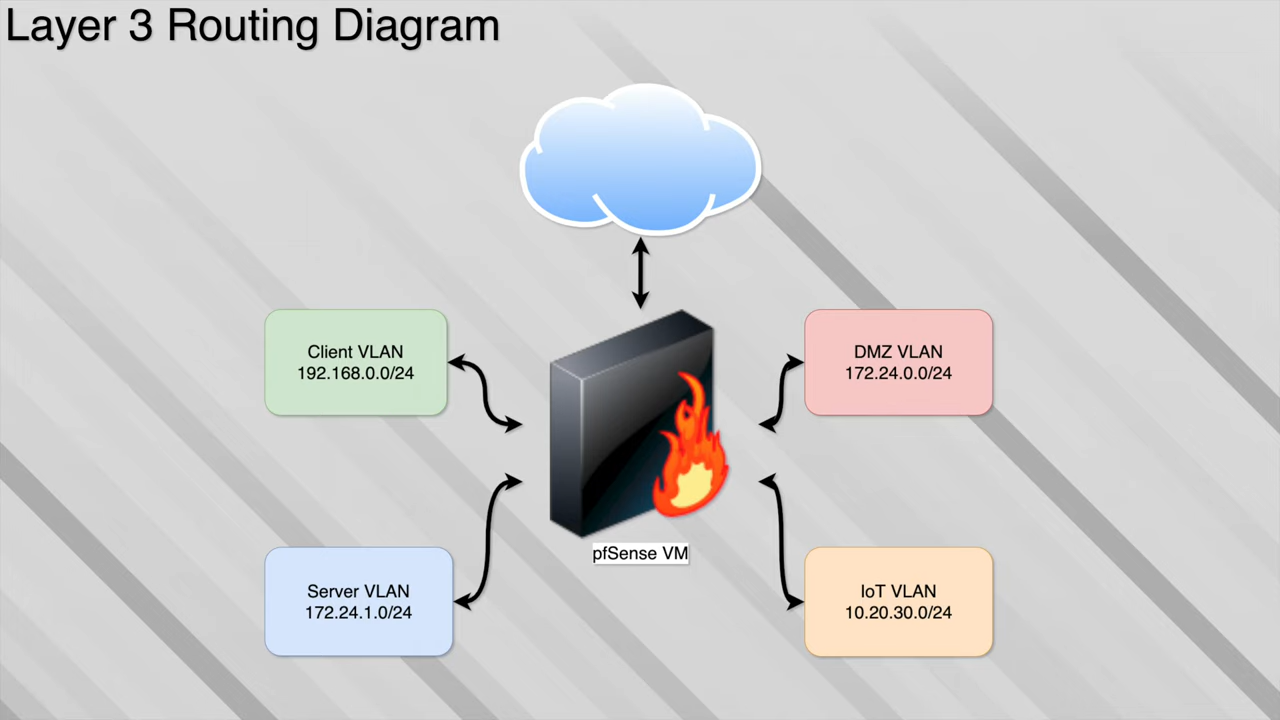 Layer 3 Routing Diagram
Client VLAN
192.168.0.0/24
DMZ VLAN
172.24.0.0/24
pfSense VM
Server VLAN
172.24.1.0/24
IoT VLAN
10.20.30.0/24